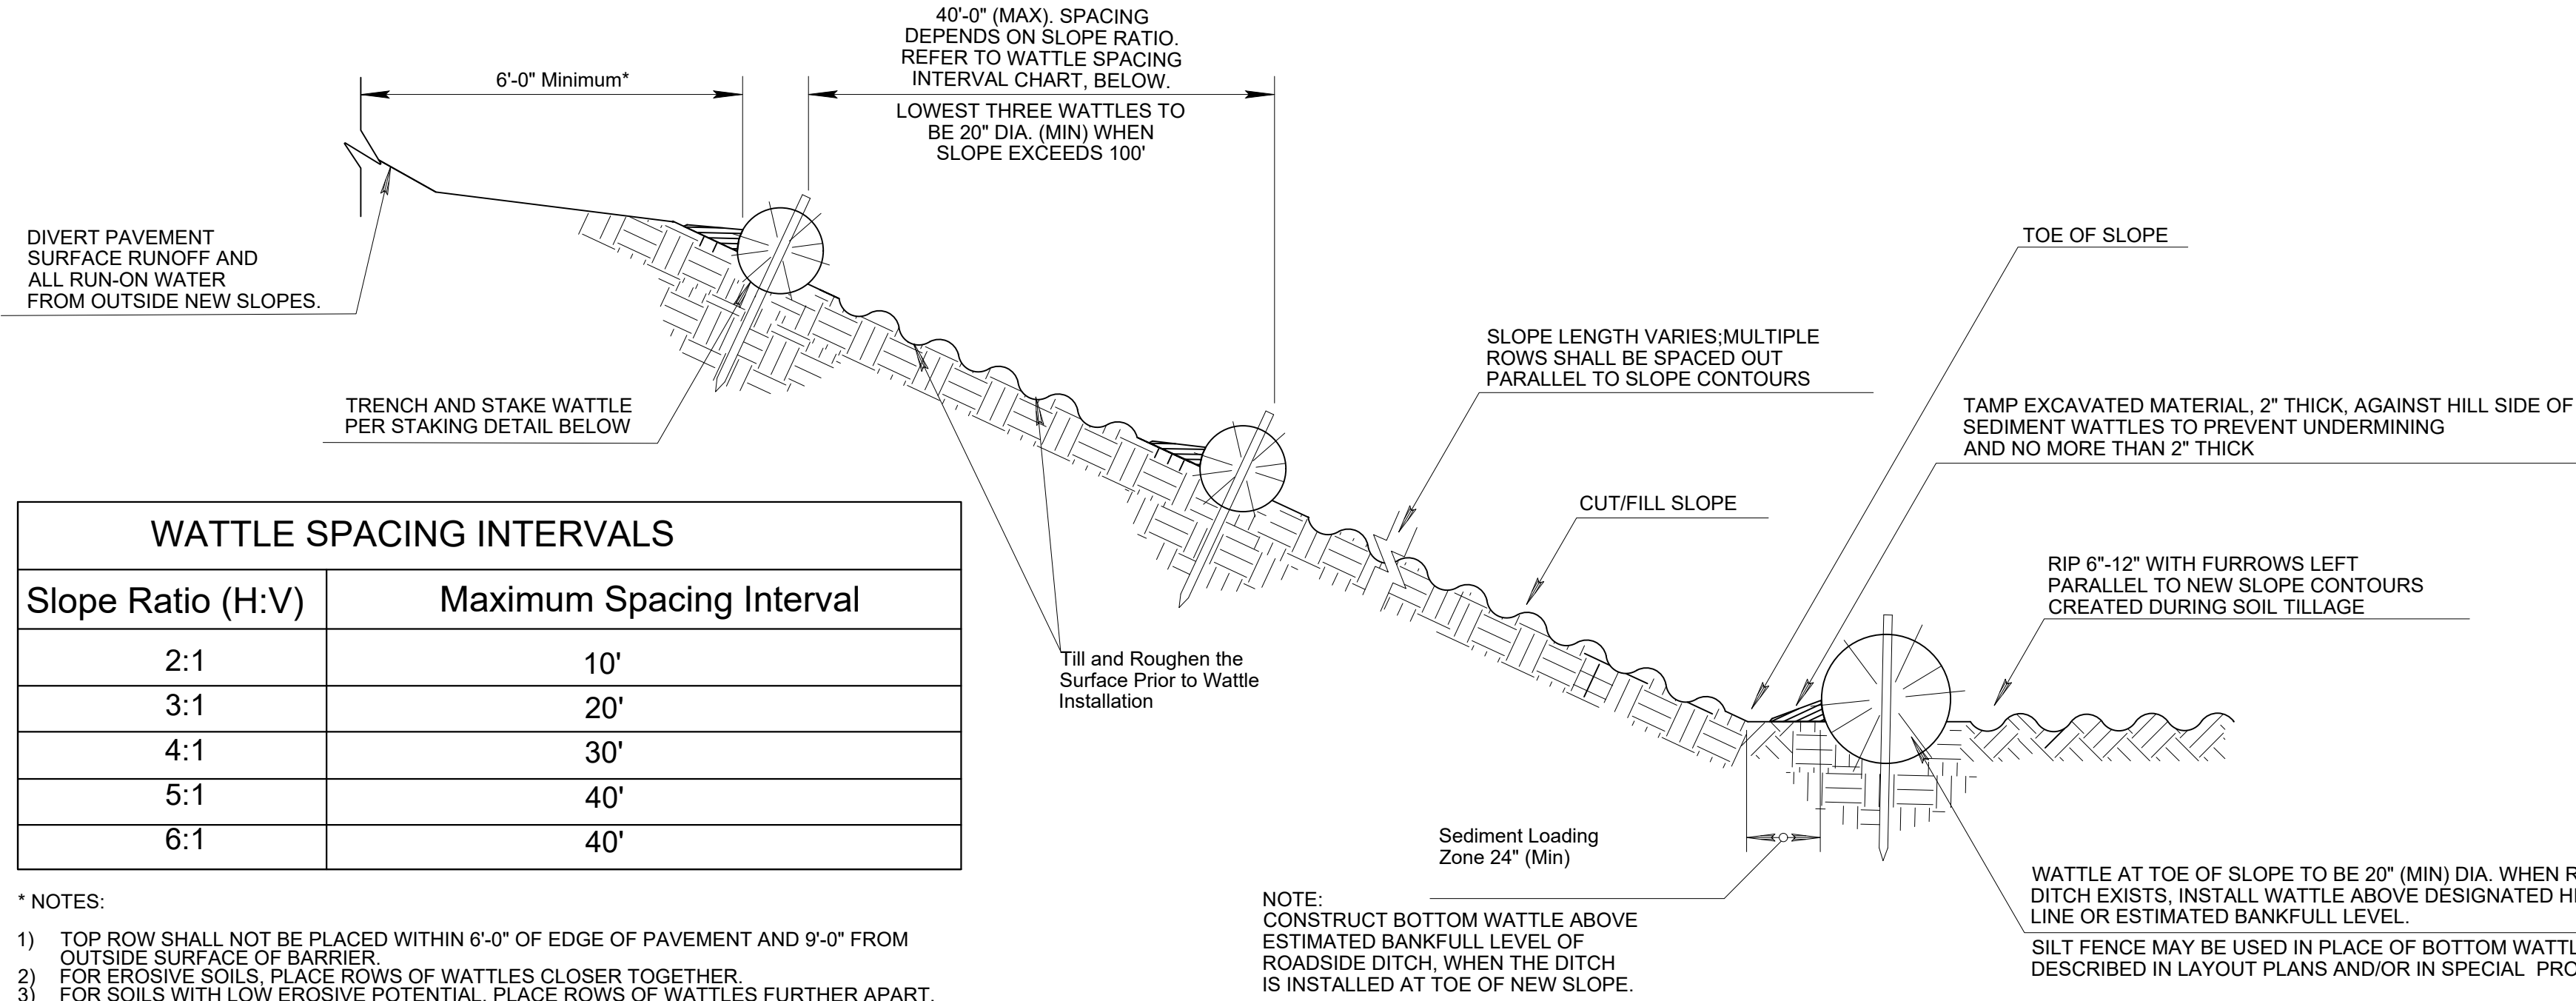 40'-0" (MAX). SPACING
DEPENDS ON SLOPE RATIO.
REFER TO WATTLE SPACING
INTERVAL CHART, BELOW.
6'-0" Minimum*
LOWEST THREE WATTLES TO
BE 20" DIA. (MIN) WHEN
SLOPE EXCEEDS 100'
DIVERT PAVEMENT
SURFACE RUNOFF AND
ALL RUN-ON WATER
FROM OUTSIDE NEW SLOPES.
TOE OF SLOPE
SLOPE LENGTH VARIES;MULTIPLE
ROWS SHALL BE SPACED OUT
PARALLEL TO SLOPE CONTOURS
TRENCH AND STAKE WATTLE
PER STAKING DETAIL BELOW
TAMP EXCAVATED MATERIAL, 2" THICK, AGAINST HILL SIDE OF
SEDIMENT WATTLES TO PREVENT UNDERMINING
AND NO MORE THAN 2" THICK
CUT/FILL SLOPE
RIP 6"-12" WITH FURROWS LEFT
PARALLEL TO NEW SLOPE CONTOURS
CREATED DURING SOIL TILLAGE
WATTLE SPACING INTERVALS
Slope Ratio (H:V) Maximum Spacing Interval
2:1 10'
3:1 20'
4:1 30'
5:1 40'
6:1 40'
Till and Roughen the
Surface Prior to Wattle
Installation
Sediment Loading
Zone 24" (Min)
* NOTES:
1) TOP ROW SHALL NOT BE PLACED WITHIN 6'-0" OF EDGE OF PAVEMENT AND 9'-0" FROM
OUTSIDE SURFACE OF BARRIER.
2) FOR EROSIVE SOILS, PLACE ROWS OF WATTLES CLOSER TOGETHER.
3) FOR SOILS WITH LOW EROSIVE POTENTIAL, PLACE ROWS OF WATTLES FURTHER APART.
NOTE:
CONSTRUCT BOTTOM WATTLE ABOVE
ESTIMATED BANKFULL LEVEL OF
ROADSIDE DITCH, WHEN THE DITCH
IS INSTALLED AT TOE OF NEW SLOPE.
WATTLE AT TOE OF SLOPE TO BE 20" (MIN) DIA. WHEN
DITCH EXISTS, INSTALL WATTLE ABOVE DESIGNATED
LINE OR ESTIMATED BANKFULL LEVEL.
SILT FENCE MAY BE USED IN PLACE OF BOTTOM
DESCRIBED IN LAYOUT PLANS AND/OR IN SPECIAL